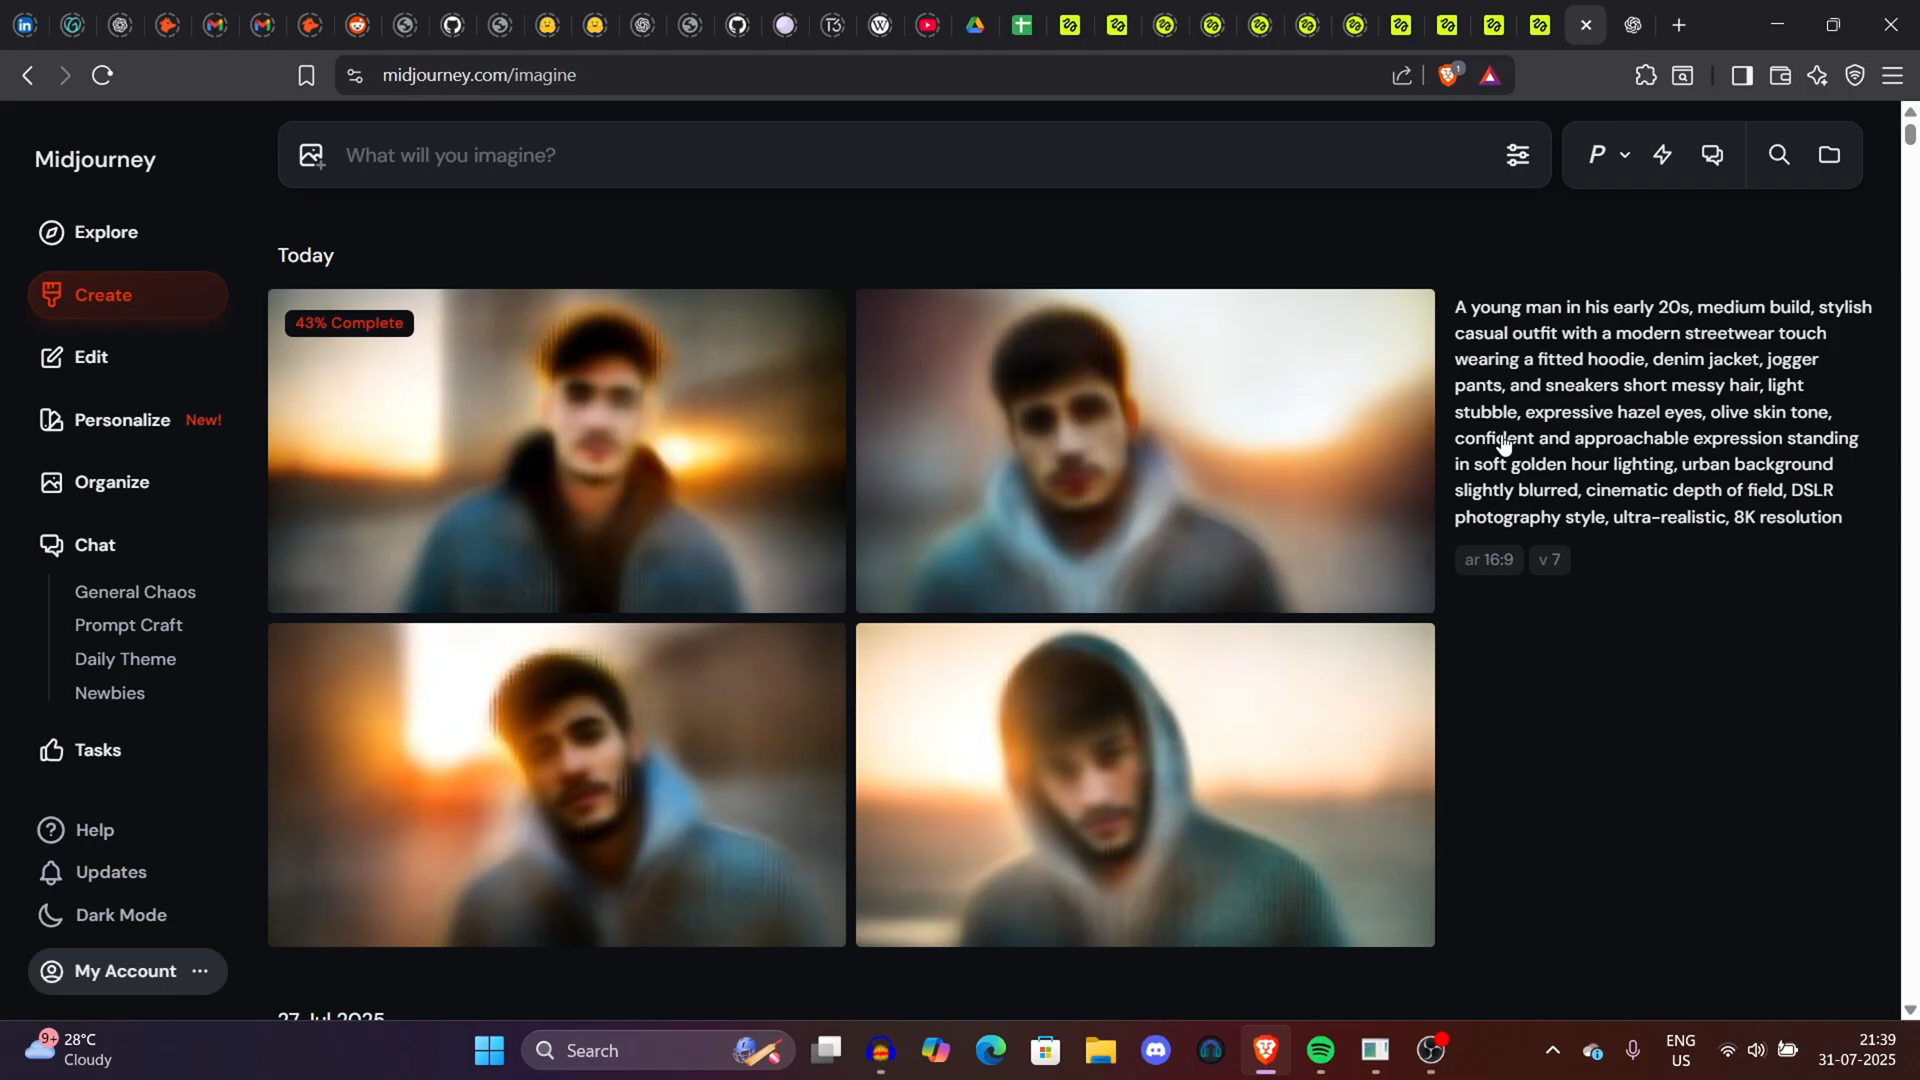 midjourney.com/imagine
1
Midjourney
What will you imagine?
P
Explore
Create
Edit
Personalize New!
Organize
Chat
General Chaos
Prompt Craft
Daily Theme
Newbies
Tasks
Help
Updates
Dark Mode
My Account
Today
43% Complete
A young man in his early 20s, medium build, stylish
casual outfit with a modern streetwear touch
wearing a fitted hoodie, denim jacket, jogger
pants, and sneakers short messy hair, light
stubble, expressive hazel eyes, olive skin tone,
confident and approachable expression standing
in soft golden hour lighting, urban background
slightly blurred, cinematic depth of field, DSLR
photography style, ultra-realistic, 8K resolution
ar 16:9 v 7
27 Jul 2025
9+
28°C
Cloudy
Search
ENG
US
21:39
31-07-2025